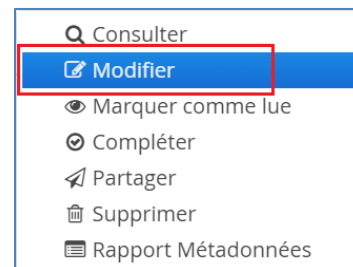 Consulter
Modifier
Marquer comme lue
Compléter
Partager
Supprimer
Rapport Métadonnées